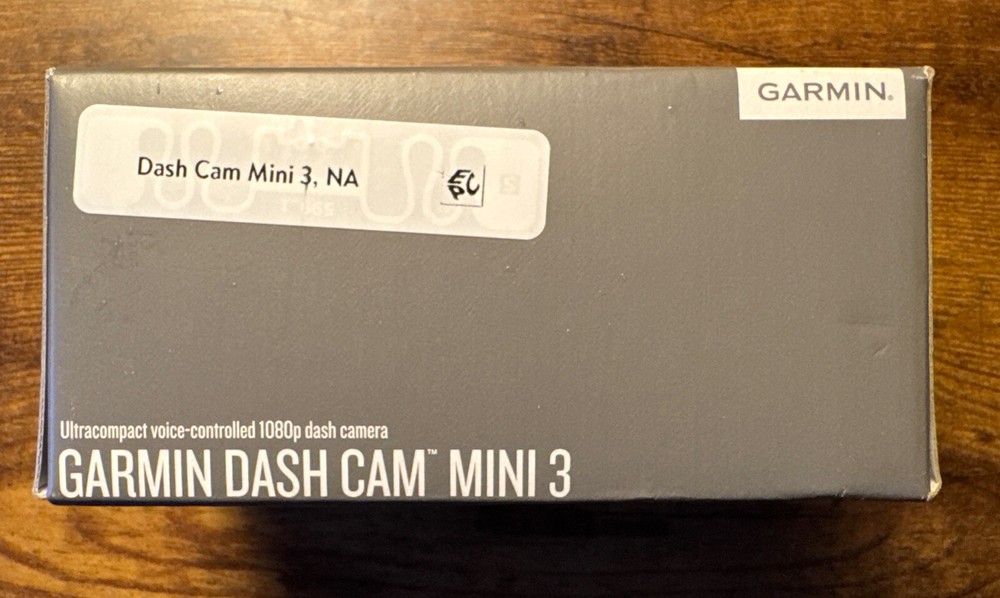 GARMIN.
Dash Cam Mini 3, NA
Ultracompact voice-controlled 1080p dash camera
GARMIN DASH CAM™ MINI 3